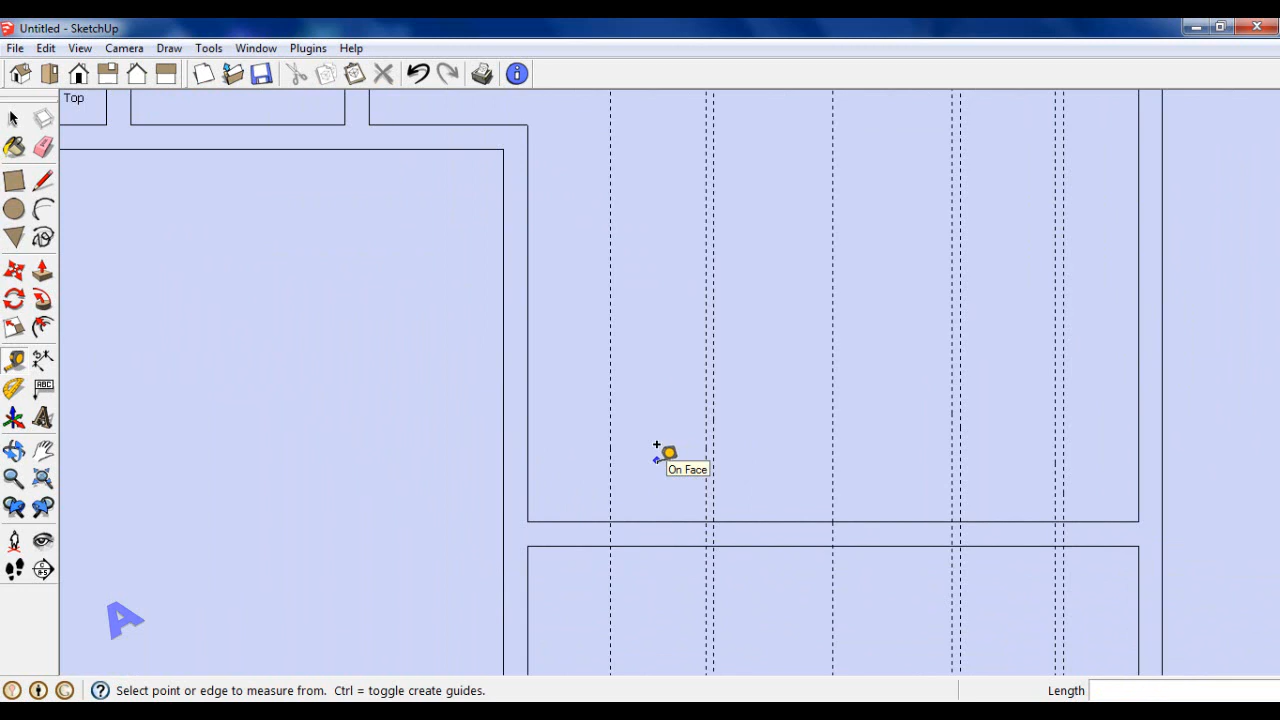 Untitled - SketchUp
File Edit View Camera Draw Tools Window Plugins Help
Top
ABC
A
On Face
A
Select point or edge to measure from. Ctrl = toggle create guides.
Length